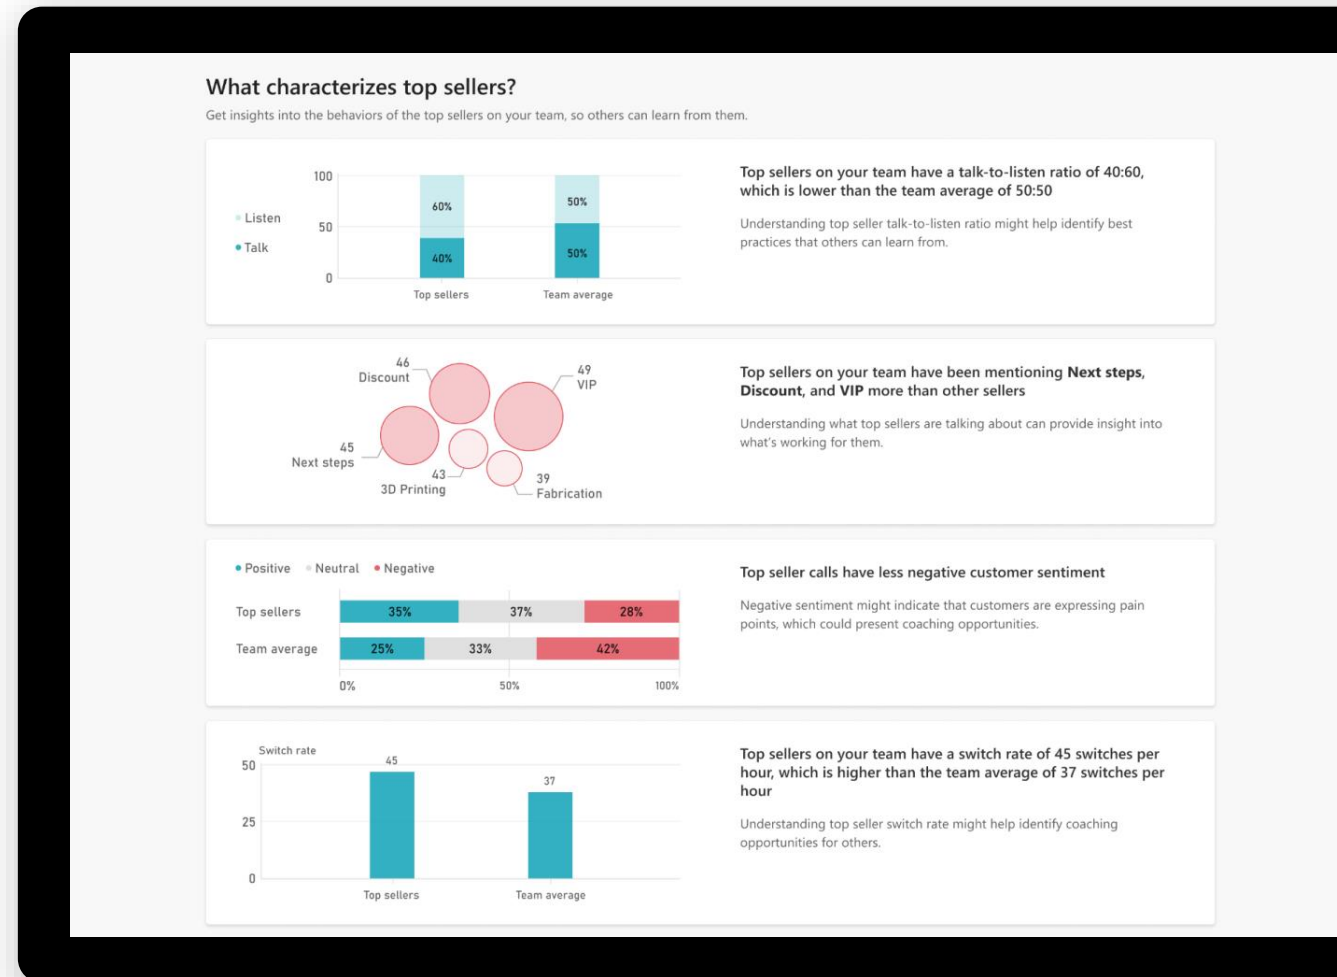 What characterizes top sellers?
Get insights into the behaviors of the top sellers on your team, so others can learn from them.
100
50
0
Listen
Talk
60%
40%
50%
50%
Top sellers
Team average
Top sellers on your team have a talk-to-listen ratio of 40:60,
which is lower than the team average of 50:50
Understanding top seller talk-to-listen ratio might help identify best
practices that others can learn from.
46
Discount
49
VIP
45
Next steps
43
3D Printing
39
Fabrication
Top sellers on your team have been mentioning Next steps,
Discount, and VIP more than other sellers
Understanding what top sellers are talking about can provide insight into
what's working for them.
Positive Neutral Negative
Top sellers 35% 37% 28%
Team average 25% 33% 42%
0% 50% 100%
Top seller calls have less negative customer sentiment
Negative sentiment might indicate that customers are expressing pain
points, which could present coaching opportunities.
Switch rate
50
25
0
45
37
Top sellers
Team average
Top sellers on your team have a switch rate of 45 switches per
hour, which is higher than the team average of 37 switches per
hour
Understanding top seller switch rate might help identify coaching
opportunities for others.